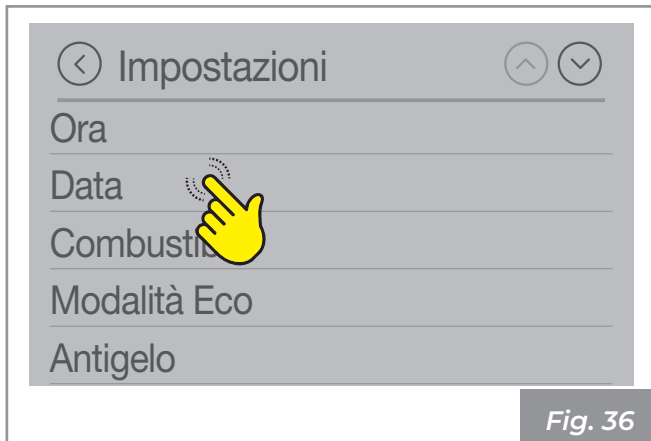 Impostazioni
Ora
Data
Modalità Eco
Antigelo
Fig. 36